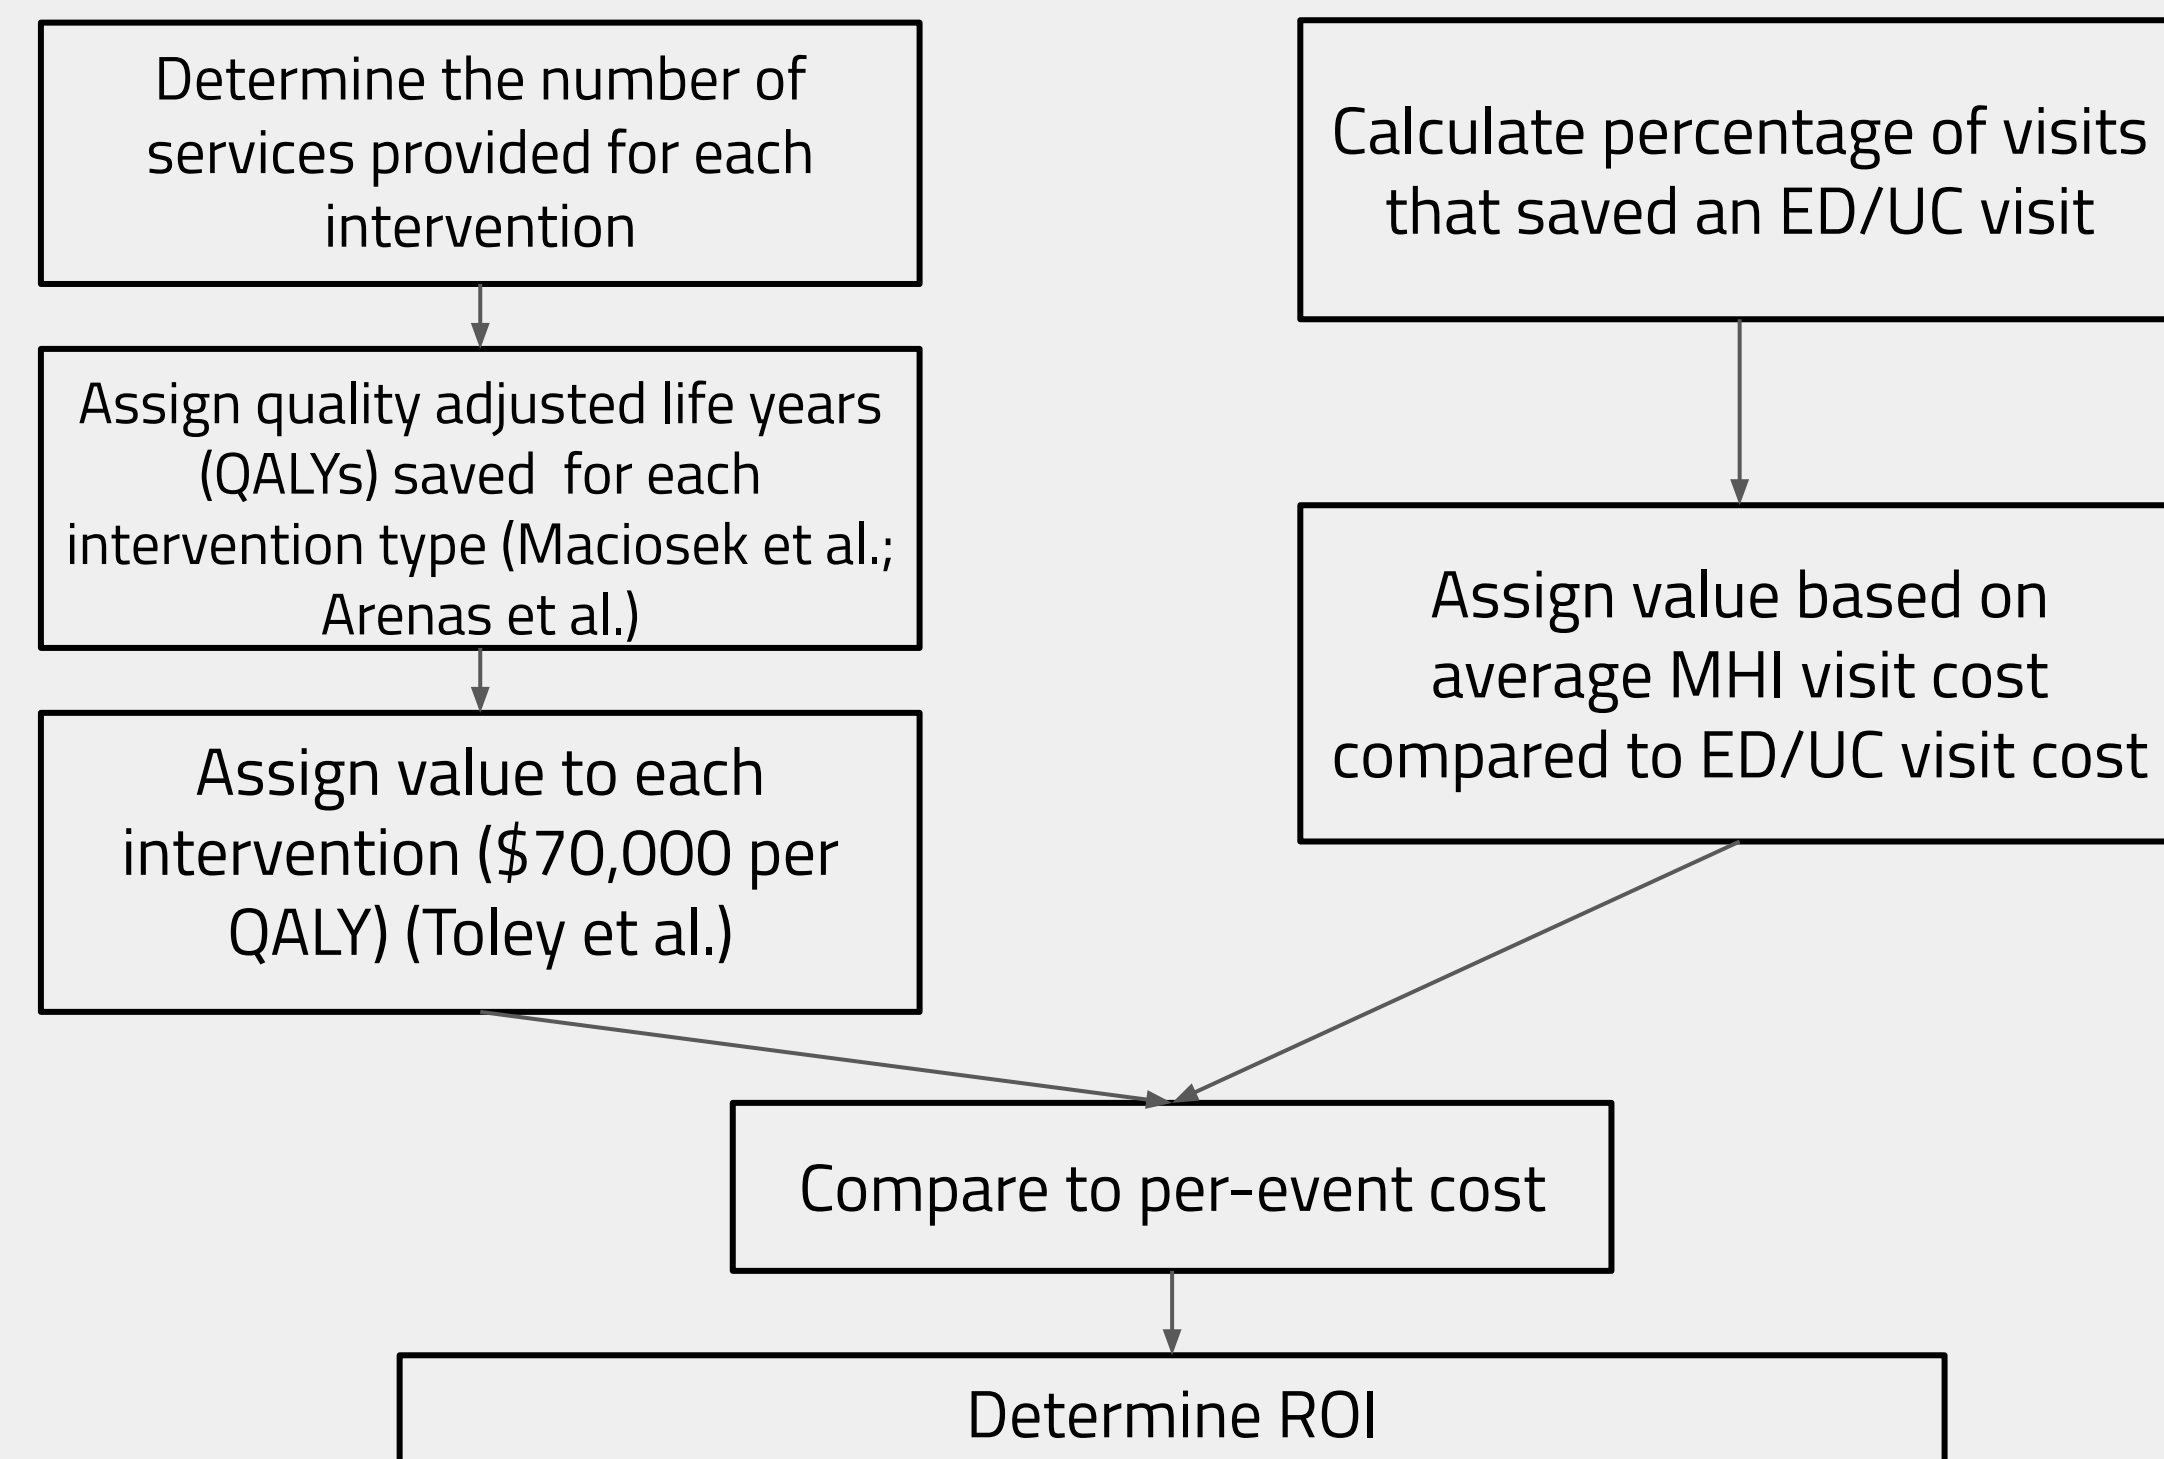 Determine the number of
services provided for each
intervention
Assign quality adjusted life years
(QALYs) saved  for each
intervention type (Maciosek et al.;
Arenas et al.)
Assign value to each
intervention ($70,000 per
QALY) (Toley et al.)
Calculate percentage of visits
that saved an ED/UC visit
Assign value based on
average MHI visit cost
compared to ED/UC visit cost
Compare to per-event cost
Determine ROI